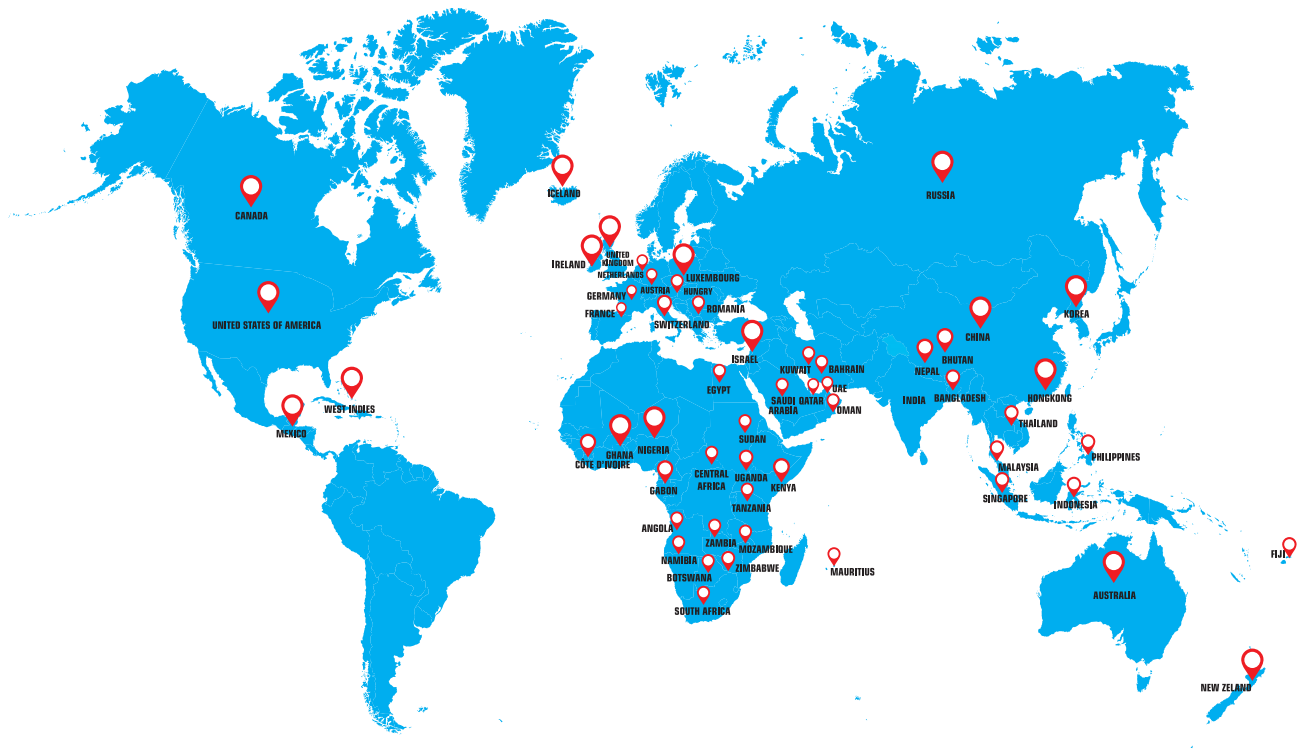 ICELAND
RUSSIA
CANADA
UNITED
KINGDOM
IRELAND
NETHERLANDS
LUXEMBOURG
AUSTRIA
HUNGRY
GERMANY
FRANCE
ROMANIA
SWITZERLAND
UNITED STATES OF AMERICA
KOREA
CHINA
ISRAEL
BHUTAN
NEPAL
KUWAIT
BAHRAIN
EGYPT
UAE
SAUDI
ARABIA
QATAR
OMAN
INDIA
BANGLADESH
HONGKONG
WEST INDIES
MEXICO
THAILAND
SUDAN
GHANA
NIGERIA
CÔTE D'IVOIRE
PHILIPPINES
MALAYSIA
CENTRAL
AFRICA
UGANDA
KENYA
GABON
SINGAPORE
INDONESIA
TANZANIA
ANGOLA
ZAMBIA
MOZAMBIQUE
FIJI
NAMIBIA
ZIMBABWE
MAURITIUS
BOTSWANA
AUSTRALIA
SOUTH AFRICA
NEW ZELAND